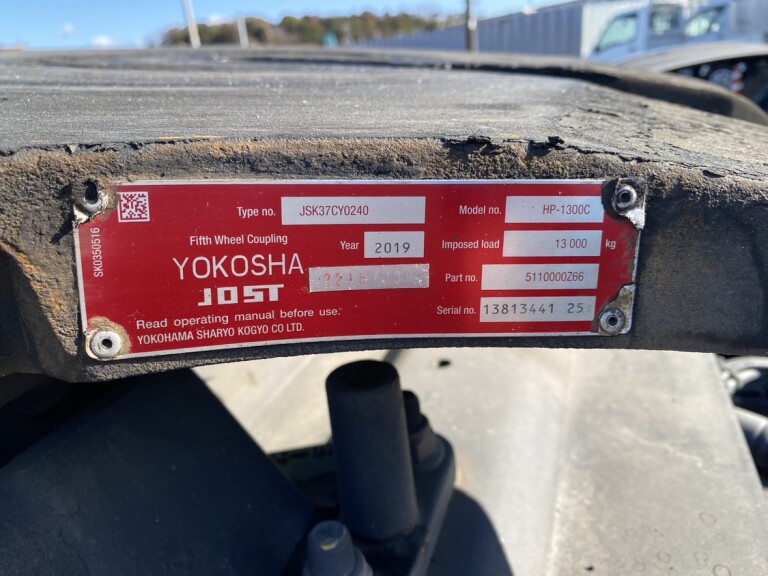 SK0350516
Type no. JSK37CY0240
Model no. HP-1300C
Fifth Wheel Coupling
Year 2019
Imposed load 13 000 kg
YOKOSHA
JOST
Part no. 5110000Z66
Serial no. 13813441 25
Read operating manual before use.
YOKOHAMA SHARYO KOGYO CO LTD.